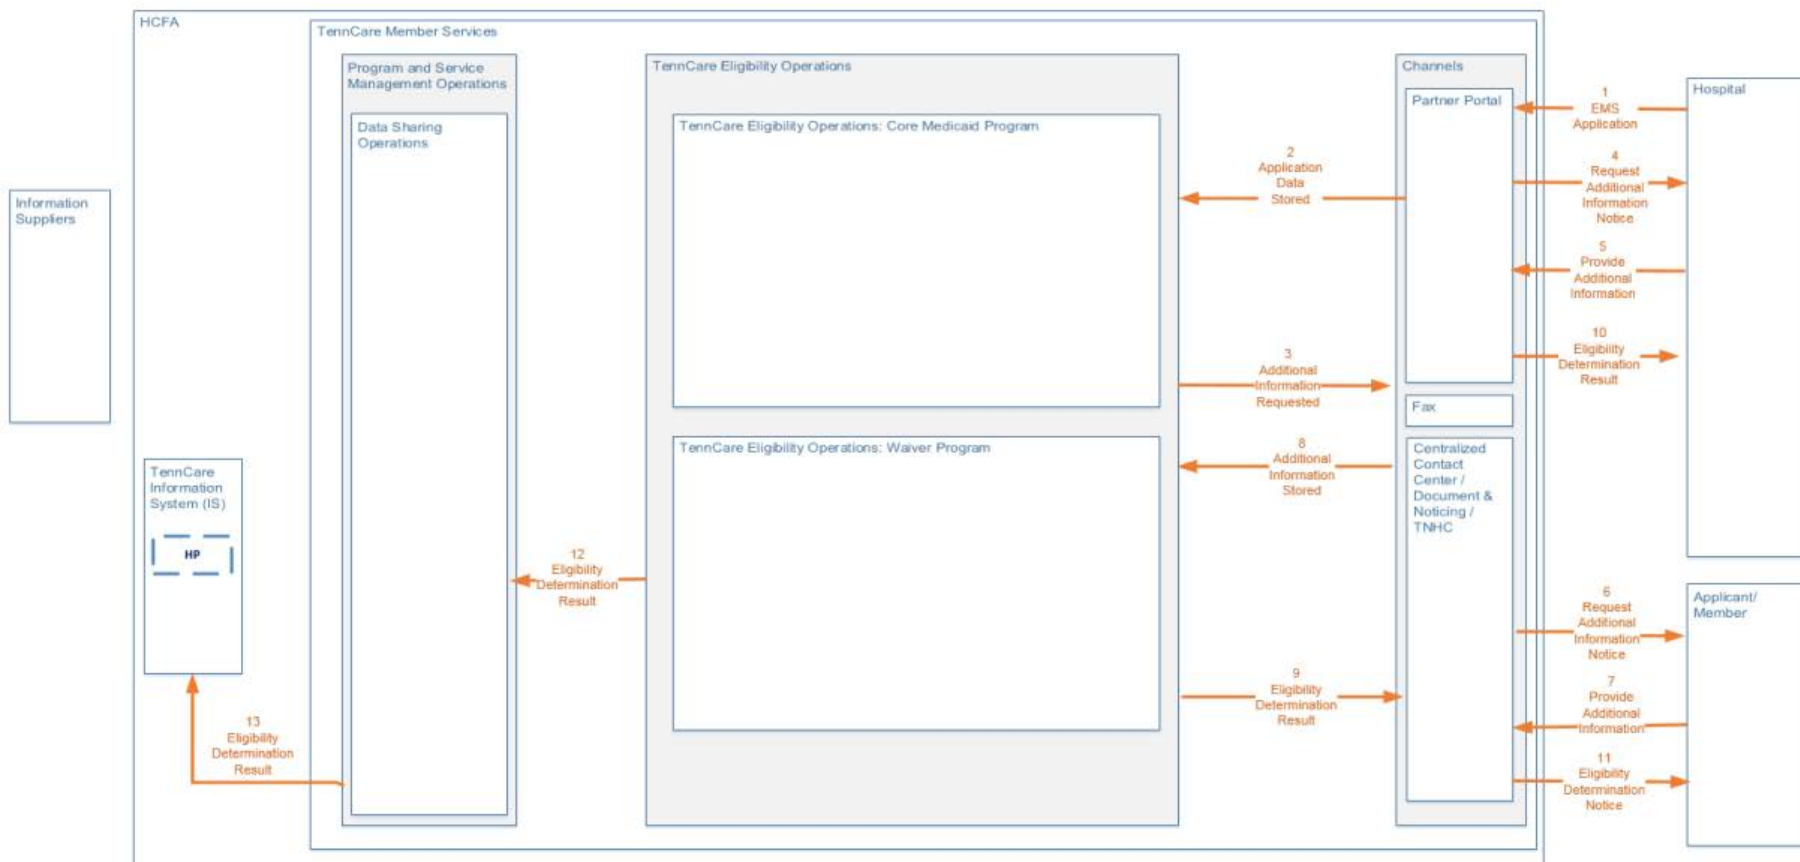 HCFA
TennCare Member Services
Program and Service
Management Operations
Data Sharing
Operations
TennCare Eligibility Operations
TennCare Eligibility Operations: Core Medicaid Program
TennCare Eligibility Operations: Waiver Program
Channels
Partner Portal
Fax
Centralized
Contact
Center /
Document &
Noticing /
TNHC
Hospital
Applicant/
Member
Information
Suppliers
TennCare
Information
System (IS)
HP
1
EMS
Application
2
Application
Data
Stored
3
Additional
Information
Requested
4
Request
Additional
Information
Notice
5
Provide
Additional
Information
6
Request
Additional
Information
Notice
7
Provide
Additional
Information
8
Additional
Information
Stored
9
Eligibility
Determination
Result
10
Eligibility
Determination
Result
11
Eligibility
Determination
Notice
12
Eligibility
Determination
Result
13
Eligibility
Determination
Result